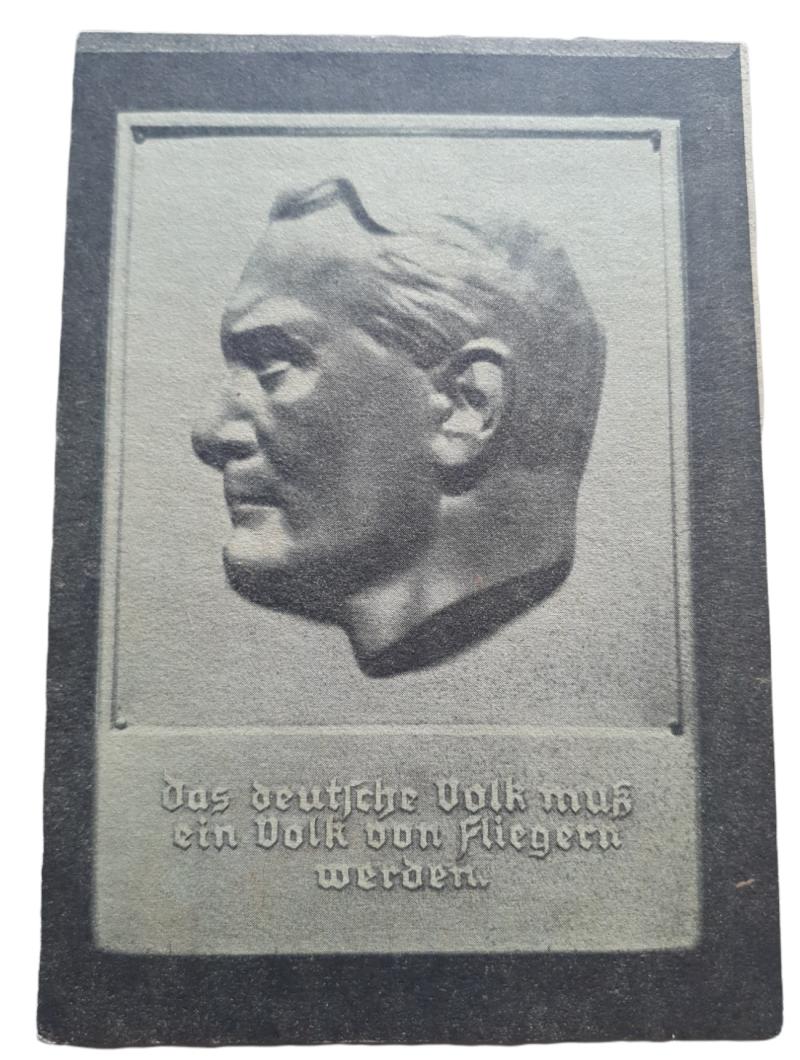 Das deutsche Volk muß
ein Volk von Fliegern
werden.